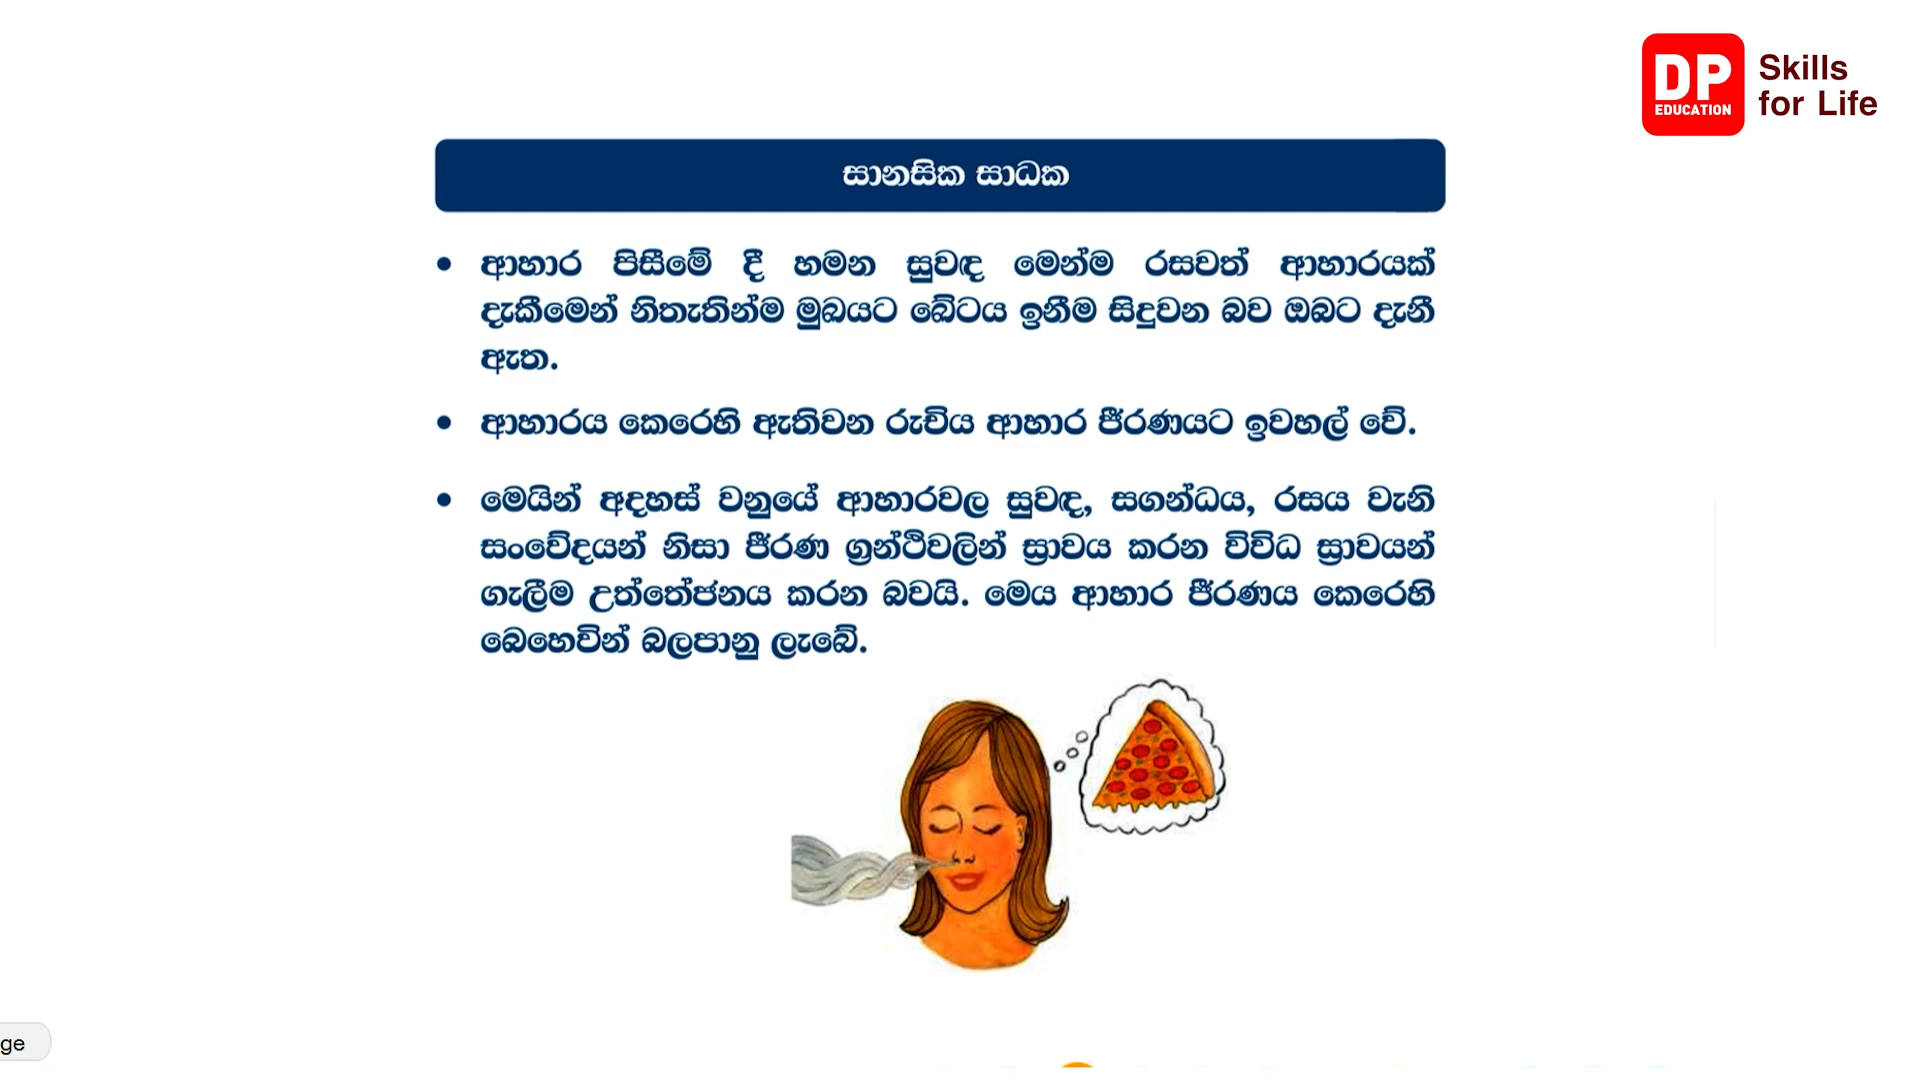 DP
EDUCATION
Skills
for Life
සානසික සාධක
• ආහාර පිසීමේ දී හමන සුවඳ මෙන්ම රසවත් ආහාරයක්
දැකීමෙන් නිතැතින්ම මුඛයට ඛේටය ඉනීම සිදුවන බව ඔබට දැනී
ඇත.
• ආහාරය කෙරෙහි ඇතිවන රුචිය ආහාර ජීරණයට ඉවහල් වේ.
• මෙයින් අදහස් වනුයේ ආහාරවල සුවඳ, සගන්ධය, රසය වැනි
සංවේදයන් නිසා ජීරණ ග්‍රන්ථිවලින් ස්‍රාවය කරන විවිධ ස්‍රාවයන්
ගැලීම උත්තේජනය කරන බවයි. මෙය ආහාර ජීරණය කෙරෙහි
බෙහෙවින් බලපානු ලැබේ.
ge